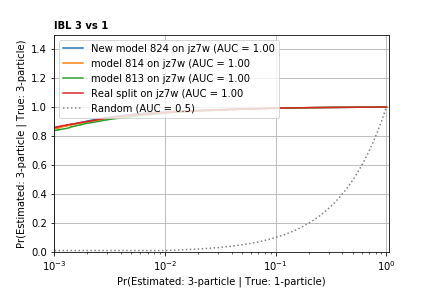 IBL 3 vs 1
New model 824 on jz7w (AUC = 1.00
model 814 on jz7w (AUC = 1.00
model 813 on jz7w (AUC = 1.00
Real split on jz7w (AUC = 1.00
Random (AUC = 0.5)
Pr(Estimated: 3-particle | True: 3-particle)
1.4
1.2
1.0
0.8
0.6
0.4
0.2
0.0
10⁻³ 10⁻² 10⁻¹ 10⁰
Pr(Estimated: 3-particle | True: 1-particle)